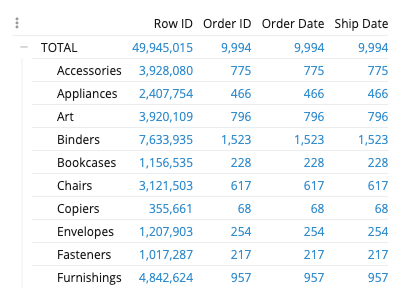 Row ID Order ID Order Date Ship Date
TOTAL 49,945,015 9,994 9,994 9,994
Accessories 3,928,080 775 775 775
Appliances 2,407,754 466 466 466
Art 3,920,109 796 796 796
Binders 7,633,935 1,523 1,523 1,523
Bookcases 1,156,535 228 228 228
Chairs 3,121,503 617 617 617
Copiers 355,661 68 68 68
Envelopes 1,207,903 254 254 254
Fasteners 1,017,287 217 217 217
Furnishings 4,842,624 957 957 957